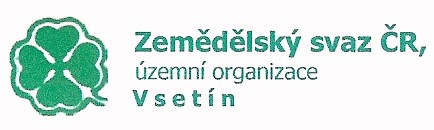 Zemědělský svaz ČR,
územní organizace
Vsetín